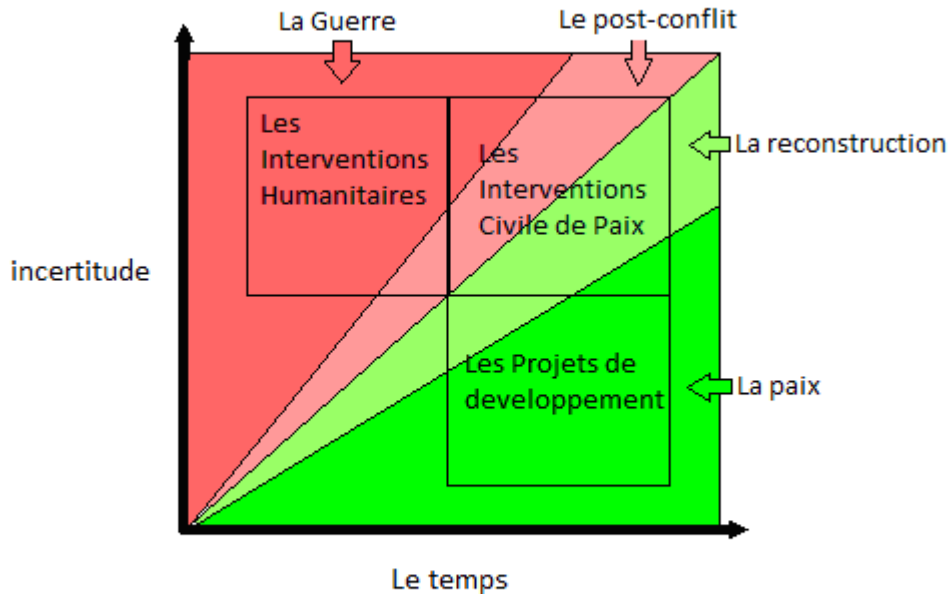 La Guerre
Le post-conflit
Les
Interventions
Humanitaires
Les
Interventions
Civile de Paix
La reconstruction
incertitude
Les Projets de
developpement
La paix
Le temps